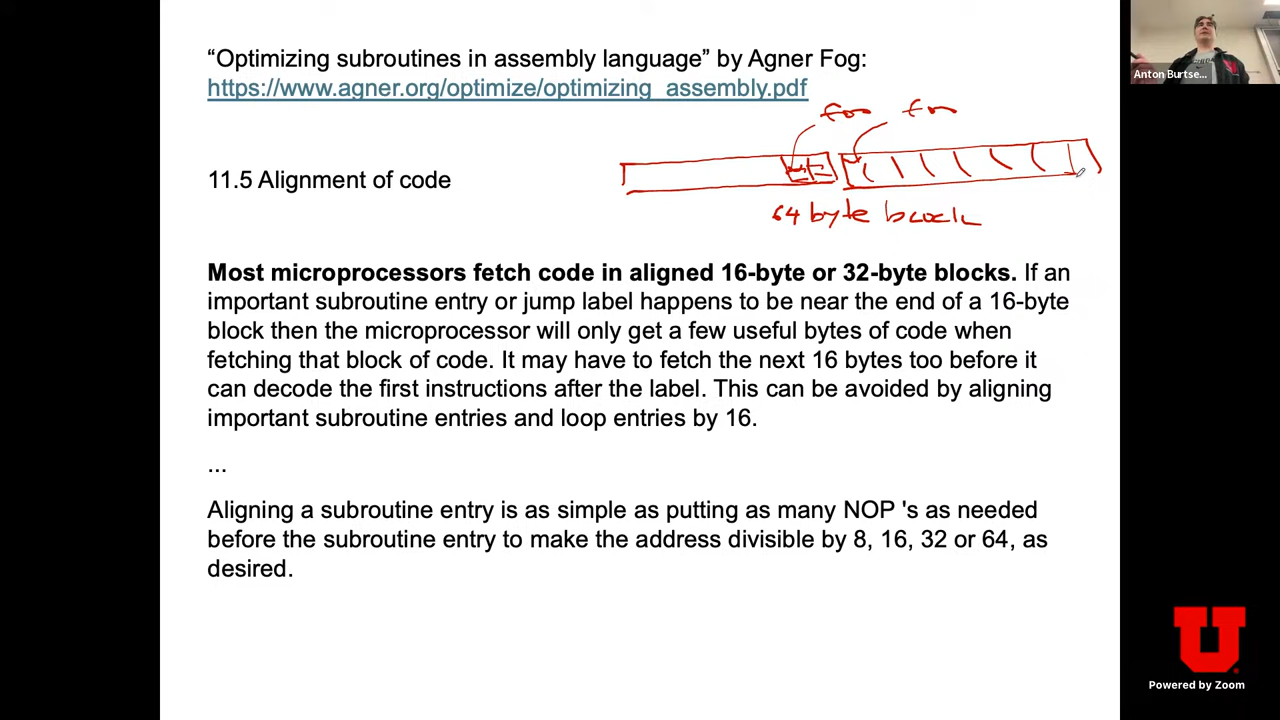 “Optimizing subroutines in assembly language” by Agner Fog:
https://www.agner.org/optimize/optimizing_assembly.pdf
Anton Burtse...
foo foo
11.5 Alignment of code
64 byte block
Most microprocessors fetch code in aligned 16-byte or 32-byte blocks. If an
important subroutine entry or jump label happens to be near the end of a 16-byte
block then the microprocessor will only get a few useful bytes of code when
fetching that block of code. It may have to fetch the next 16 bytes too before it
can decode the first instructions after the label. This can be avoided by aligning
important subroutine entries and loop entries by 16.
...
Aligning a subroutine entry is as simple as putting as many NOP 's as needed
before the subroutine entry to make the address divisible by 8, 16, 32 or 64, as
desired.
U
Powered by Zoom